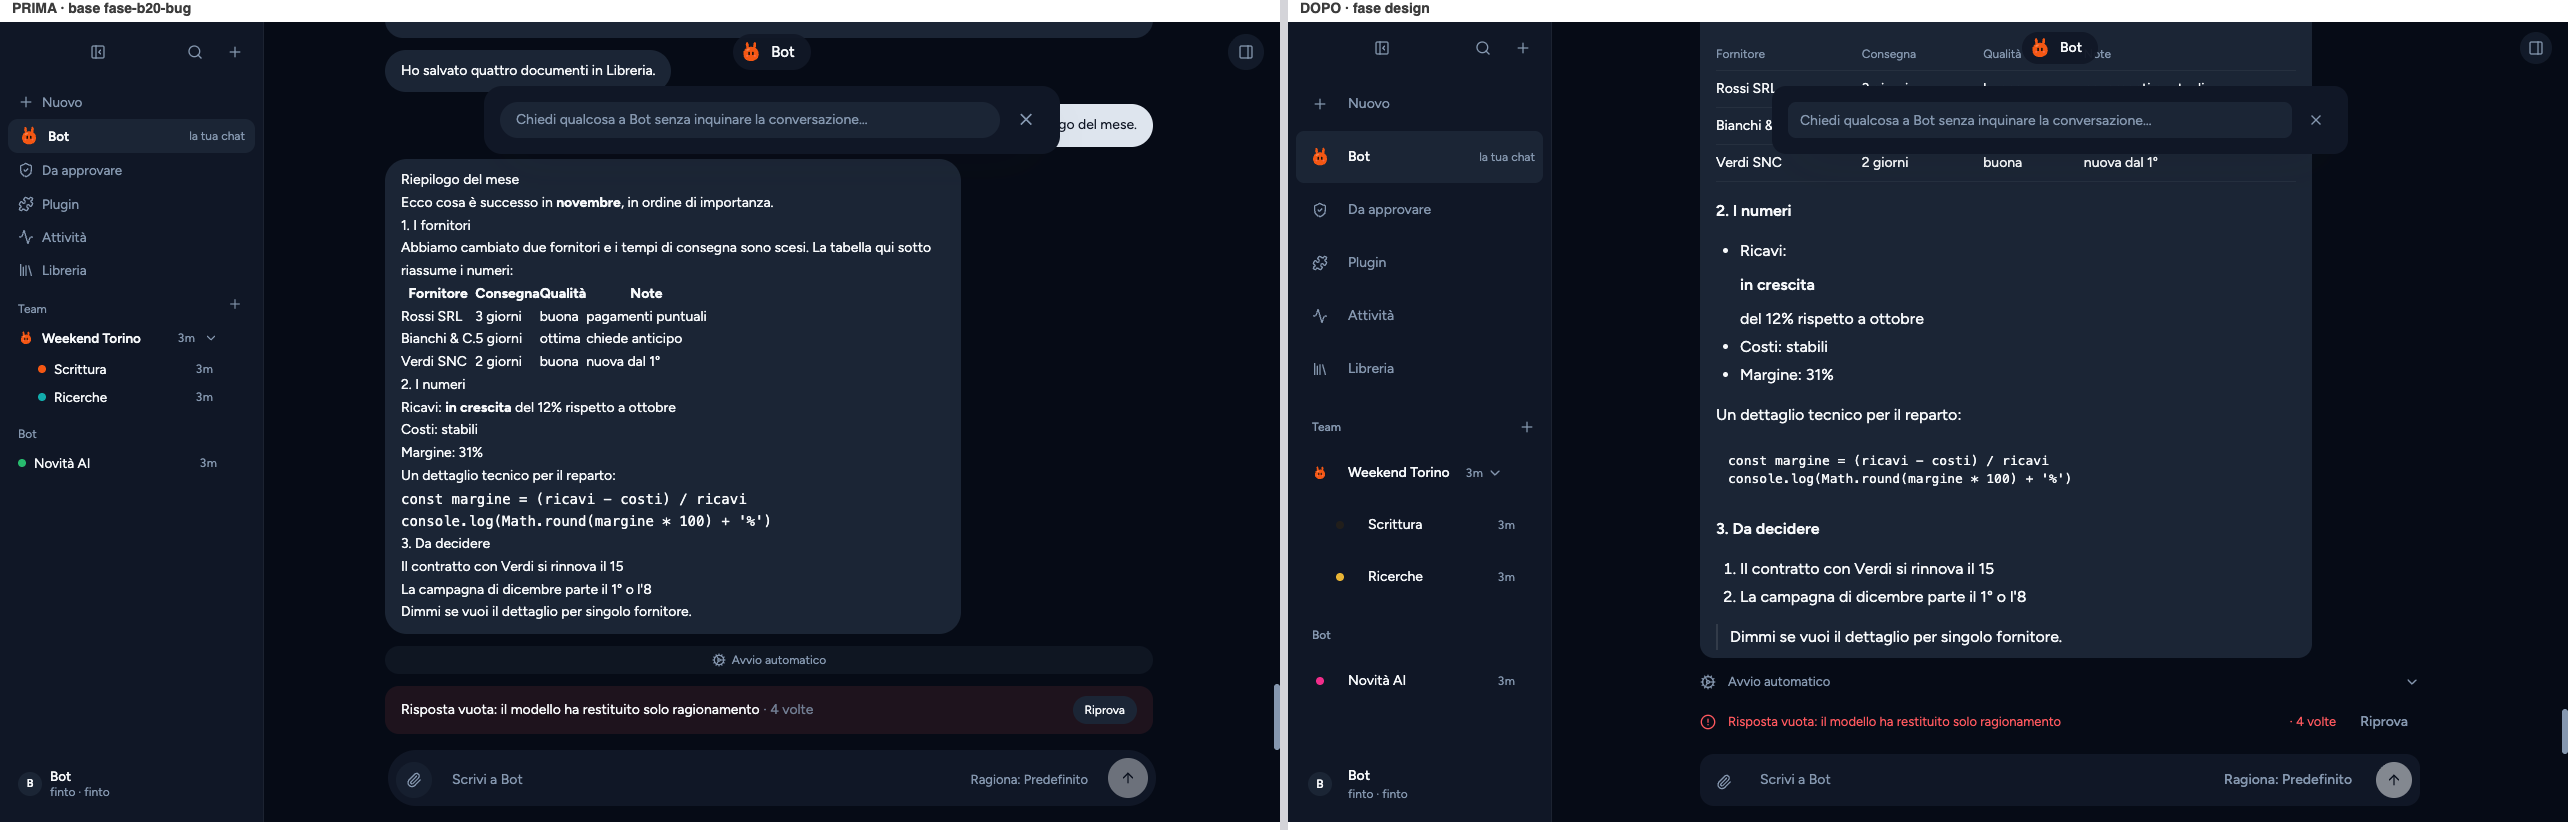 PRIMA · base fase-b20-bug
Nuovo
Bot la tua chat
Da approvare
Plugin
Attività
Libreria
Team
Weekend Torino 3m
Scrittura 3m
Ricerche 3m
Bot
Novità AI 3m
B Bot
finto · finto
Bot
Ho salvato quattro documenti in Libreria.
Chiedi qualcosa a Bot senza inquinare la conversazione...
go del mese.
Riepilogo del mese
Ecco cosa è successo in novembre, in ordine di importanza.
1. I fornitori
Abbiamo cambiato due fornitori e i tempi di consegna sono scesi. La tabella qui sotto
riassume i numeri:
Fornitore Consegna Qualità Note
Rossi SRL 3 giorni buona pagamenti puntuali
Bianchi & C. 5 giorni ottima chiede anticipo
Verdi SNC 2 giorni buona nuova dal 1°
2. I numeri
Ricavi: in crescita del 12% rispetto a ottobre
Costi: stabili
Margine: 31%
Un dettaglio tecnico per il reparto:
const margine = (ricavi − costi) / ricavi
console.log(Math.round(margine * 100) + '%')
3. Da decidere
Il contratto con Verdi si rinnova il 15
La campagna di dicembre parte il 1° o l'8
Dimmi se vuoi il dettaglio per singolo fornitore.
Avvio automatico
Risposta vuota: il modello ha restituito solo ragionamento · 4 volte Riprova
Scrivi a Bot Ragiona: Predefinito
DOPO · fase design
Nuovo
Bot la tua chat
Da approvare
Plugin
Attività
Libreria
Team
Weekend Torino 3m
Scrittura 3m
Ricerche 3m
Bot
Novità AI 3m
B Bot
finto · finto
Bot
Fornitore Consegna Qualità ote
Rossi SRL
Bianchi &
Chiedi qualcosa a Bot senza inquinare la conversazione...
Verdi SNC 2 giorni buona nuova dal 1°
2. I numeri
• Ricavi:
in crescita
del 12% rispetto a ottobre
• Costi: stabili
• Margine: 31%
Un dettaglio tecnico per il reparto:
const margine = (ricavi − costi) / ricavi
console.log(Math.round(margine * 100) + '%')
3. Da decidere
1. Il contratto con Verdi si rinnova il 15
2. La campagna di dicembre parte il 1° o l'8
Dimmi se vuoi il dettaglio per singolo fornitore.
Avvio automatico
Risposta vuota: il modello ha restituito solo ragionamento · 4 volte Riprova
Scrivi a Bot Ragiona: Predefinito